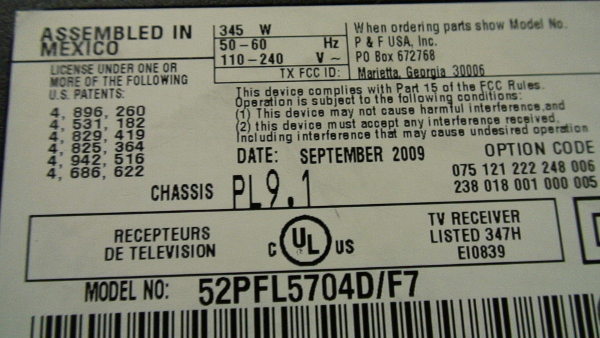 ASSEMBLED IN
MEXICO
345 W
50-60 Hz
110-240 V ~
TX FCC ID:
When ordering parts show Model No.
P & F USA, Inc.
PO Box 672768
Marietta, Georgia 30006
LICENSE UNDER ONE OR
MORE OF THE FOLLOWING
U.S. PATENTS:
4, 896, 260
4, 531, 182
4, 829, 419
4, 825, 364
4, 942, 516
4, 686, 622
This device complies with Part 15 of the FCC Rules.
Operation is subject to the following conditions:
(1) This device may not cause harmful interference,and
(2) this device must accept any interference received.
Including interference that may cause undesired operation
DATE: SEPTEMBER 2009
OPTION CODE
075 121 222 248 006
238 018 001 000 005
CHASSIS PL9.1
RECEPTEURS
DE TELEVISION
C UL US
TV RECEIVER
LISTED 347H
EI0839
MODEL NO: 52PFL5704D/F7